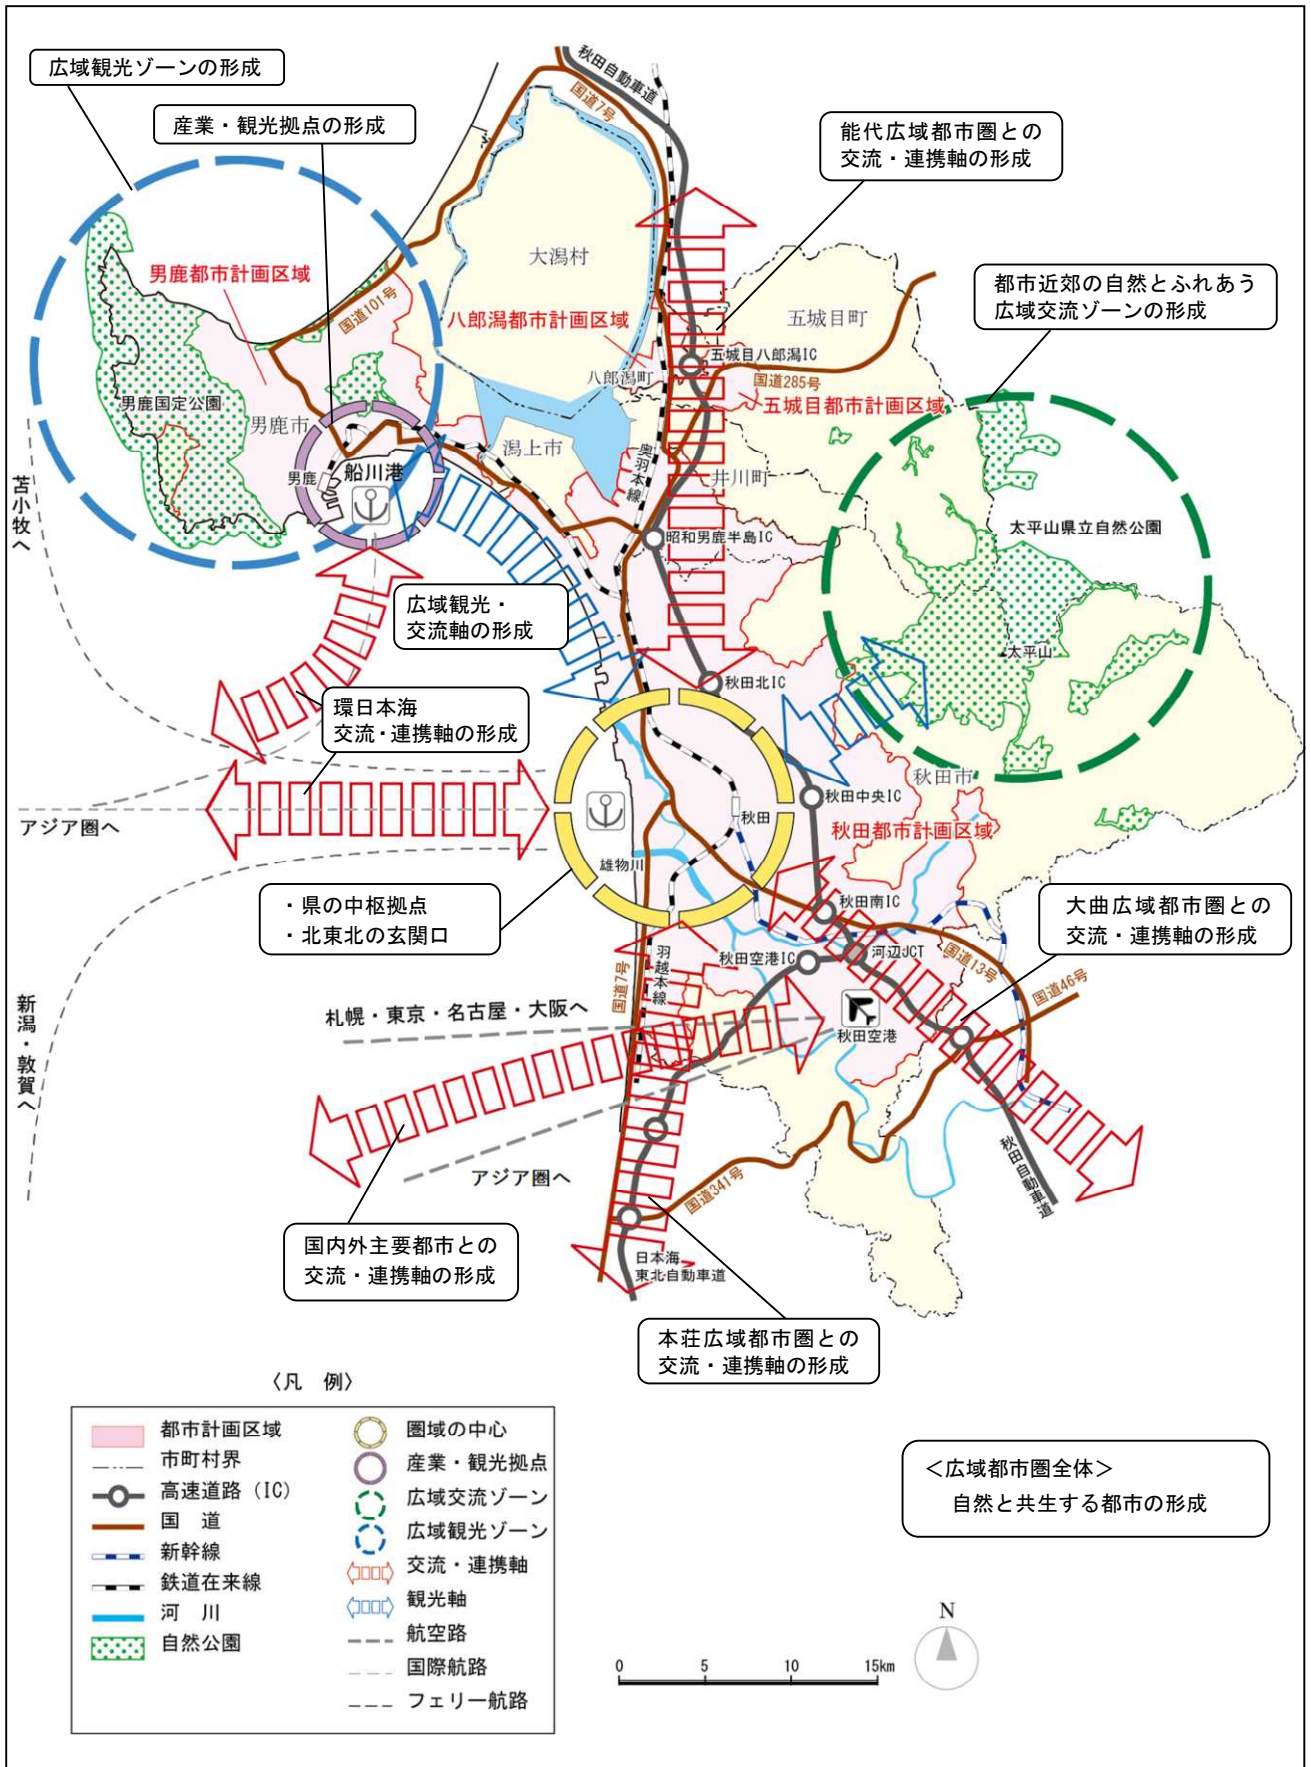 広域観光ゾーンの形成
産業・観光拠点の形成
秋田自動車道
国道7号
能代広域都市圏との
交流・連携軸の形成
都市近郊の自然とふれあう
広域交流ゾーンの形成
大潟村
男鹿都市計画区域
国道101号
八郎潟都市計画区域
五城目町
五城目八郎潟IC
八郎潟町
国道285号
五城目都市計画区域
男鹿国定公園
男鹿市
潟上市
奥羽本線
井川町
男鹿
船川港
苫小牧へ
昭和男鹿半島IC
太平山県立自然公園
太平山
広域観光・
交流軸の形成
秋田北IC
環日本海
交流・連携軸の形成
秋田市
秋田中央IC
アジア圏へ
秋田
秋田都市計画区域
雄物川
・県の中枢拠点
・北東北の玄関口
秋田南IC
大曲広域都市圏との
交流・連携軸の形成
羽越本線
国道7号
秋田空港IC
河辺JCT
国道13号
国道46号
新潟・敦賀へ
札幌・東京・名古屋・大阪へ
秋田空港
アジア圏へ
国道341号
秋田自動車道
国内外主要都市との
交流・連携軸の形成
日本海
東北自動車道
本荘広域都市圏との
交流・連携軸の形成
〈凡　例〉
都市計画区域
市町村界
高速道路（IC）
国　道
新幹線
鉄道在来線
河　川
自然公園
圏域の中心
産業・観光拠点
広域交流ゾーン
広域観光ゾーン
交流・連携軸
観光軸
航空路
国際航路
フェリー航路
＜広域都市圏全体＞
自然と共生する都市の形成
N
0 5 10 15km